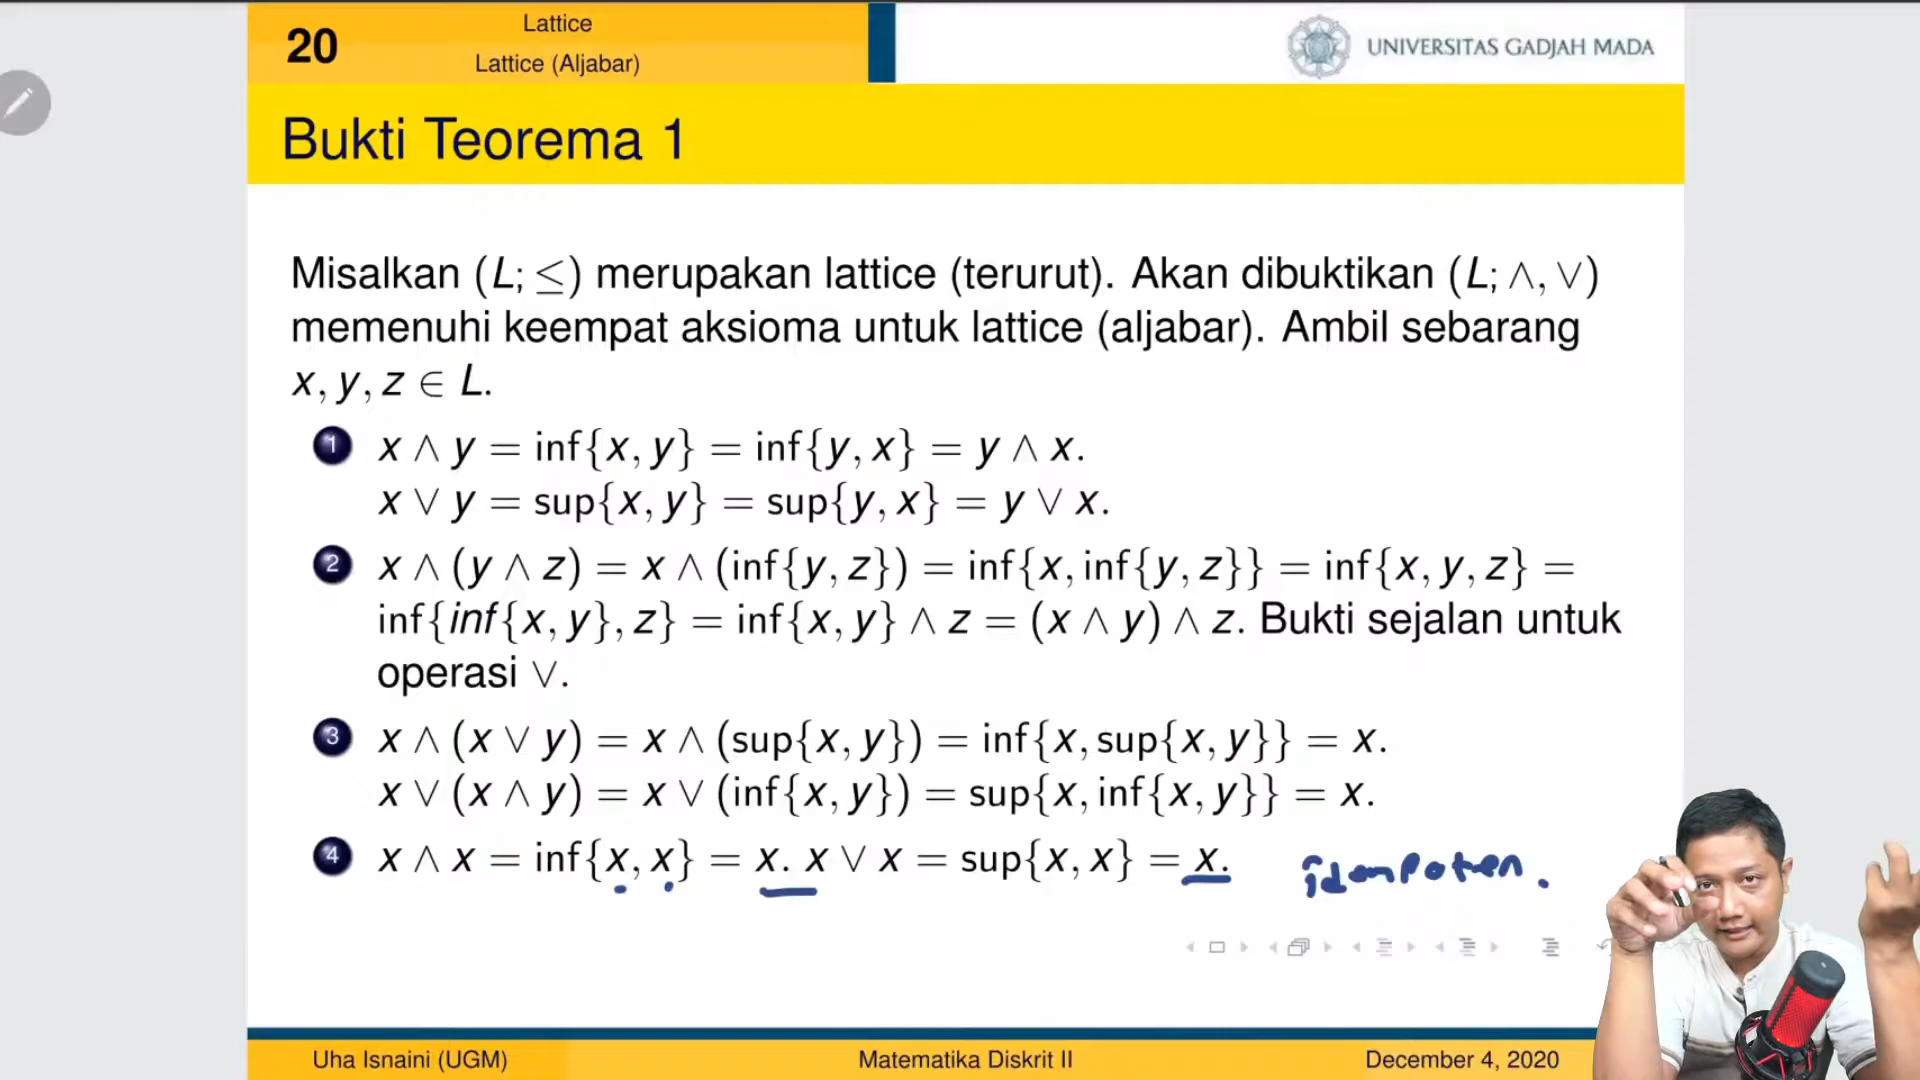 20
Lattice
Lattice (Aljabar)
UNIVERSITAS GADJAH MADA
Bukti Teorema 1
Misalkan (L; ≤) merupakan lattice (terurut). Akan dibuktikan (L; ∧, ∨)
memenuhi keempat aksioma untuk lattice (aljabar). Ambil sebarang
x, y, z ∈ L.
1 x ∧ y = inf{x, y} = inf{y, x} = y ∧ x.
x ∨ y = sup{x, y} = sup{y, x} = y ∨ x.
2 x ∧ (y ∧ z) = x ∧ (inf{y, z}) = inf{x, inf{y, z}} = inf{x, y, z} =
inf{inf{x, y}, z} = inf{x, y} ∧ z = (x ∧ y) ∧ z. Bukti sejalan untuk
operasi ∨.
3 x ∧ (x ∨ y) = x ∧ (sup{x, y}) = inf{x, sup{x, y}} = x.
x ∨ (x ∧ y) = x ∨ (inf{x, y}) = sup{x, inf{x, y}} = x.
4 x ∧ x = inf{x, x} = x. x ∨ x = sup{x, x} = x. idempoten.
Uha Isnaini (UGM) Matematika Diskrit II December 4, 2020